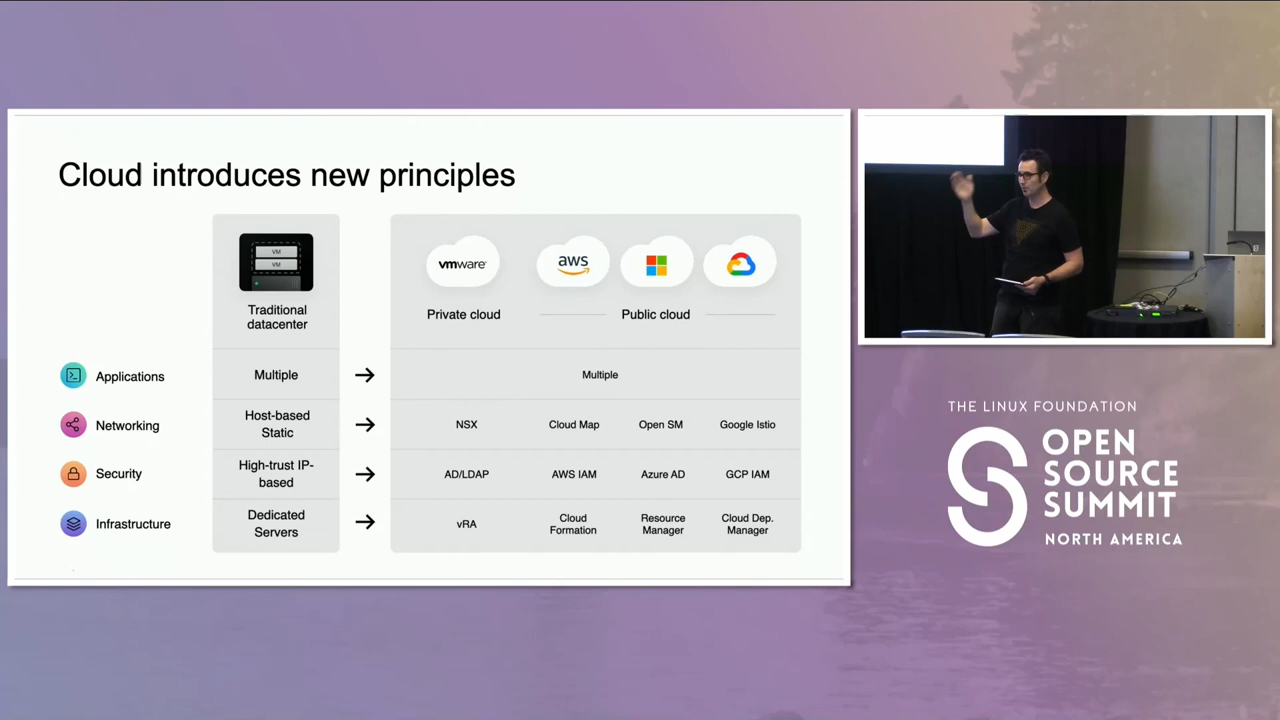 Cloud introduces new principles
VM
VM
Traditional
datacenter
vmware
aws
Private cloud
Public cloud
Applications
Multiple
Multiple
Networking
Host-based
Static
NSX
Cloud Map
Open SM
Google Istio
Security
High-trust IP-
based
AD/LDAP
AWS IAM
Azure AD
GCP IAM
Infrastructure
Dedicated
Servers
vRA
Cloud
Formation
Resource
Manager
Cloud Dep.
Manager
THE LINUX FOUNDATION
OPEN
SOURCE
SUMMIT
NORTH AMERICA